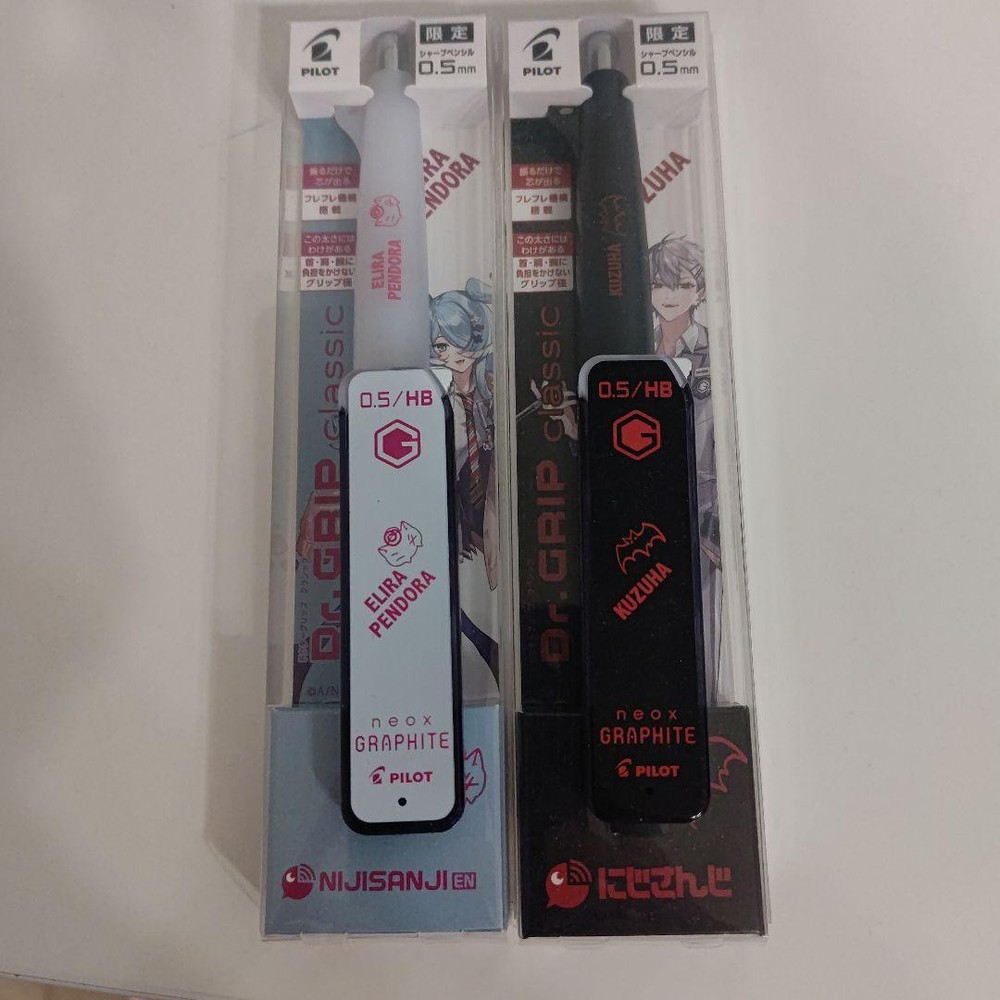 PILOT
限定
シャープペンシル
0.5mm
振るだけで
芯が出る
フレフレ機構
搭載
この太さには
わけがある
首・肩・腕に
負担をかけない
グリップ径
PENDORA
ELIRA
PENDORA
Dr. GRIP classic
0.5/HB
G
ELIRA
PENDORA
neox
GRAPHITE
PILOT
NIJISANJI EN
PILOT
限定
シャープペンシル
0.5mm
振るだけで
芯が出る
フレフレ機構
搭載
この太さには
わけがある
首・肩・腕に
負担をかけない
グリップ径
KUZUHA
Dr. GRIP classic
0.5/HB
G
KUZUHA
neox
GRAPHITE
PILOT
にじさんじ